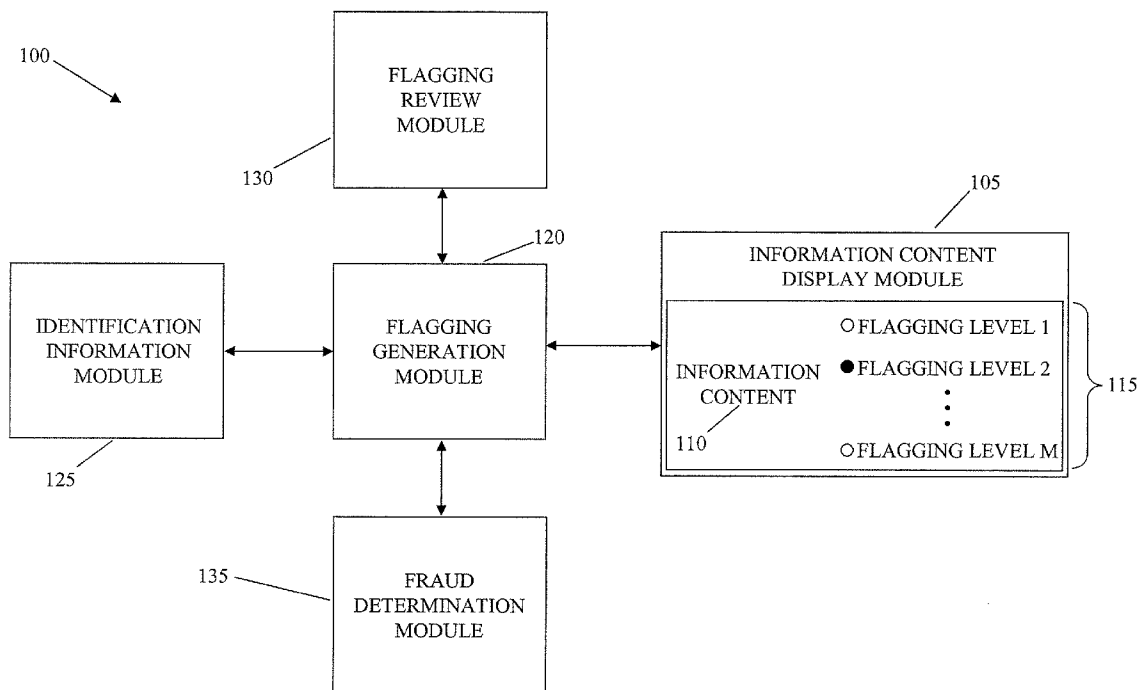 100
FLAGGING
REVIEW
MODULE
130
105
120
INFORMATION CONTENT
DISPLAY MODULE
IDENTIFICATION
INFORMATION
MODULE
125
FLAGGING
GENERATION
MODULE
INFORMATION
CONTENT
110
FLAGGING LEVEL 1
FLAGGING LEVEL 2
FLAGGING LEVEL M
115
135
FRAUD
DETERMINATION
MODULE